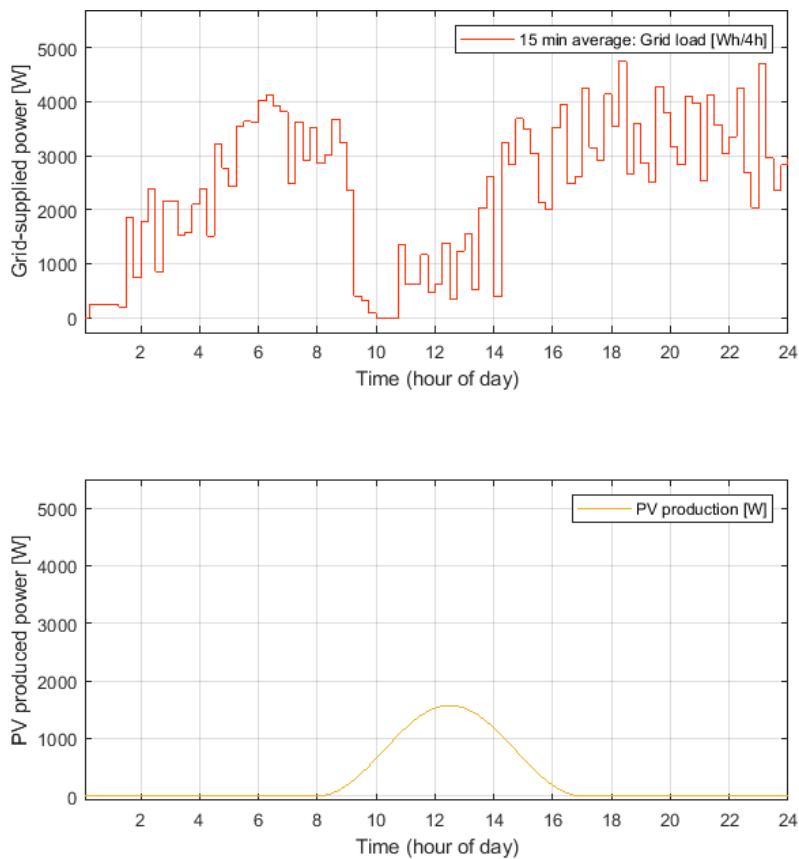 15 min average: Grid load [Wh/4h]
Grid-supplied power [W]
5000
4000
3000
2000
1000
0
2 4 6 8 10 12 14 16 18 20 22 24
Time (hour of day)
PV production [W]
PV produced power [W]
5000
4000
3000
2000
1000
0
2 4 6 8 10 12 14 16 18 20 22 24
Time (hour of day)